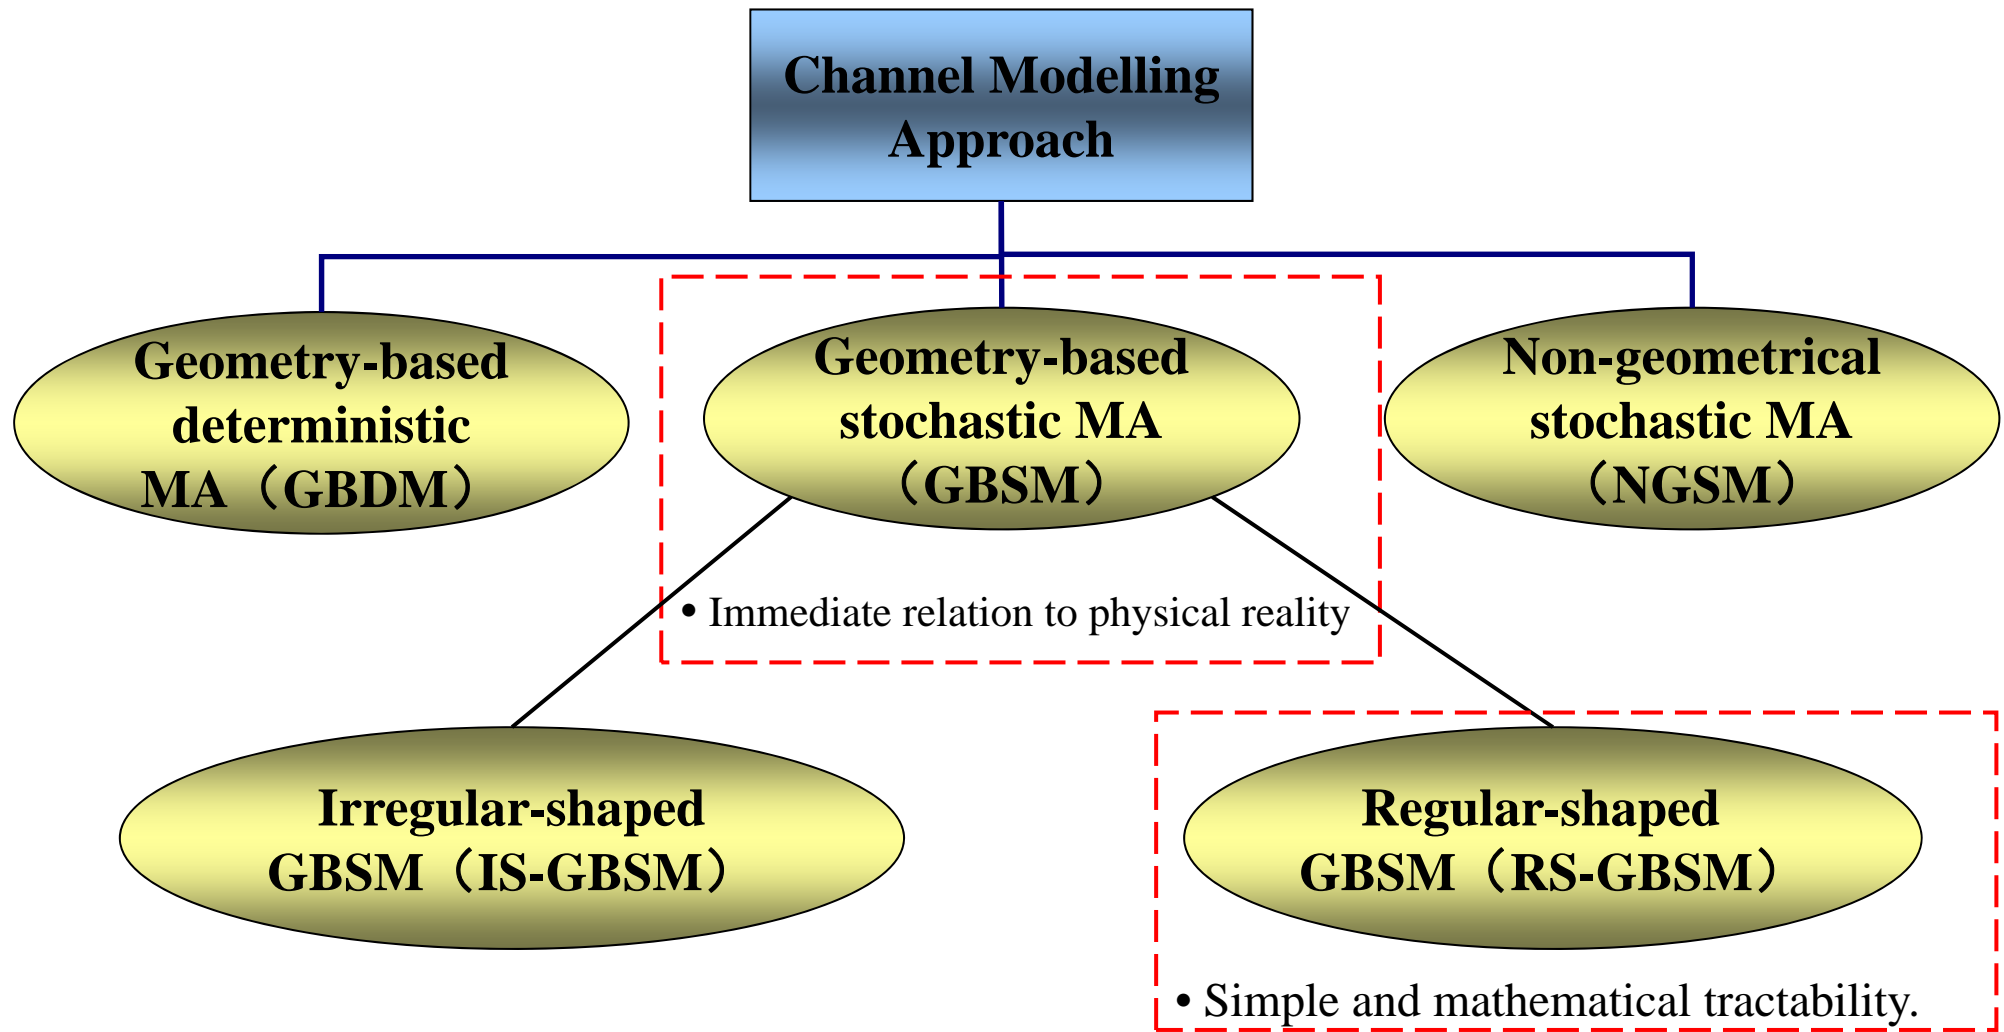 Channel Modelling
Approach
Geometry-based
deterministic
MA（GBDM）
Geometry-based
stochastic MA
（GBSM）
Non-geometrical
stochastic MA
（NGSM）
• Immediate relation to physical reality
Irregular-shaped
GBSM（IS-GBSM）
Regular-shaped
GBSM（RS-GBSM）
• Simple and mathematical tractability.